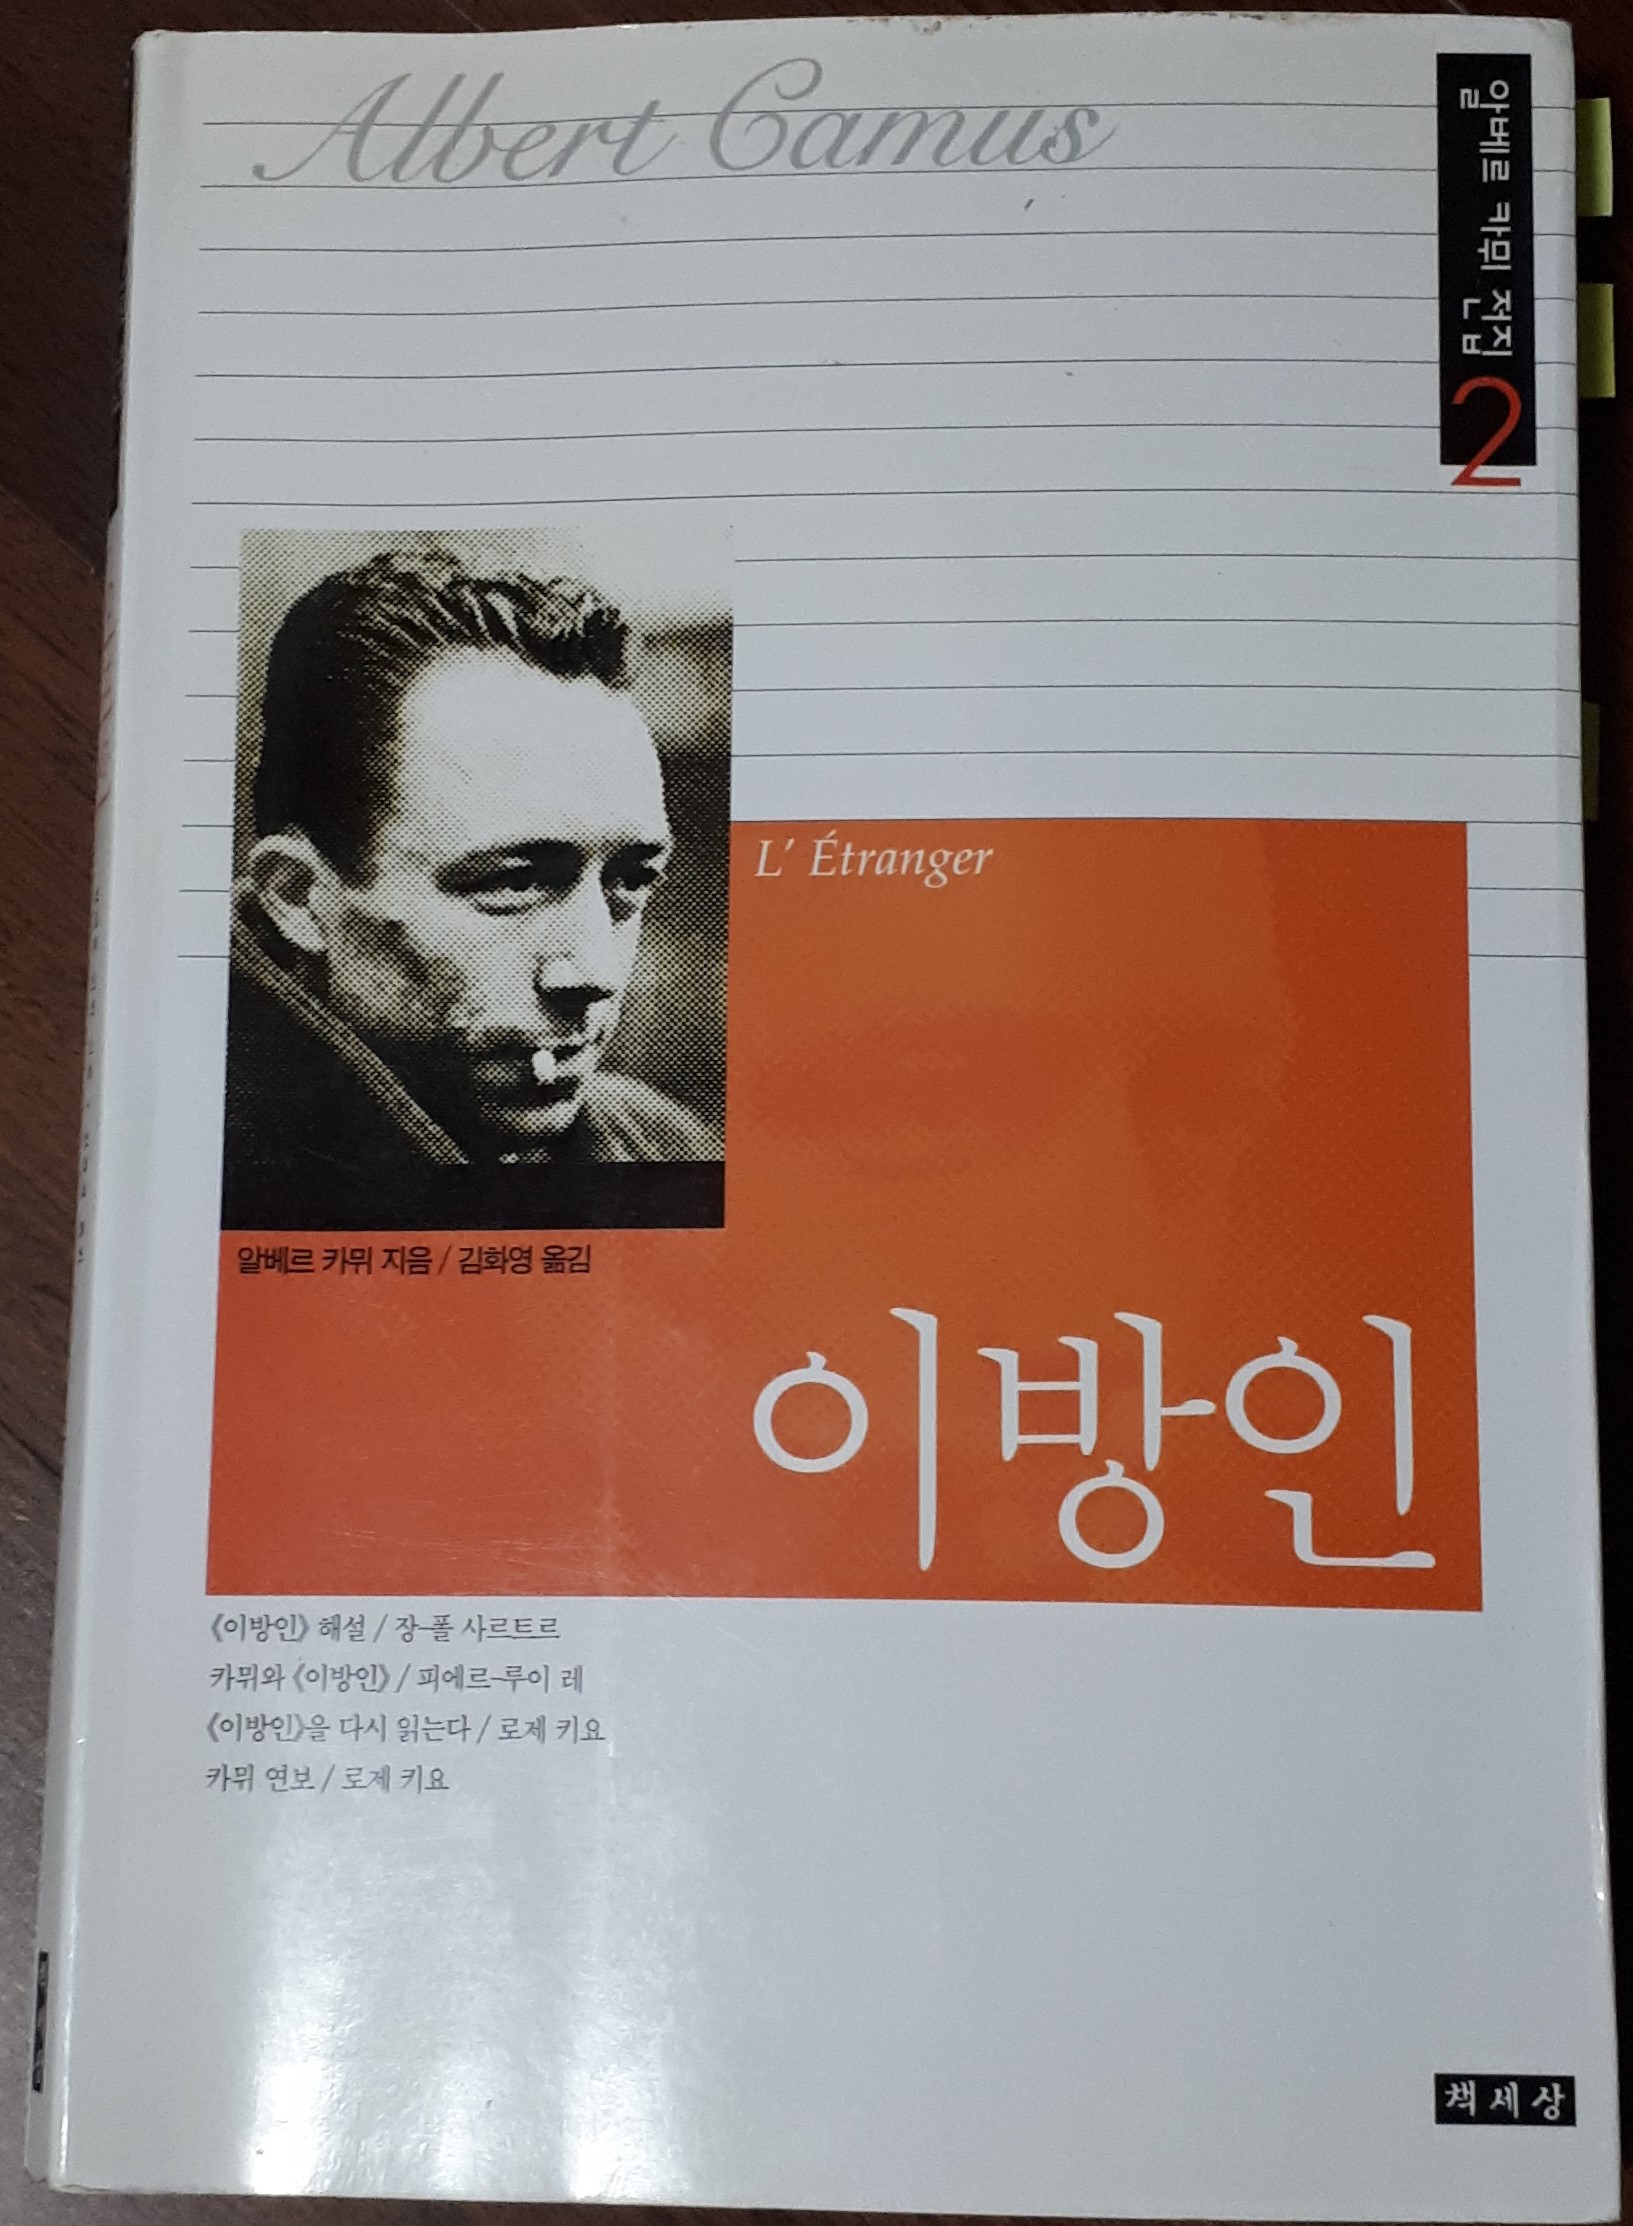 Albert Camus
알베르 카뮈 전집
2
L' Étranger
알베르 카뮈 지음 / 김화영 옮김
이방인
《이방인》 해설 / 장-폴 사르트르
카뮈와 《이방인》 / 피에르-루이 레
《이방인》을 다시 읽는다 / 로제 키요
카뮈 연보 / 로제 키요
책세상